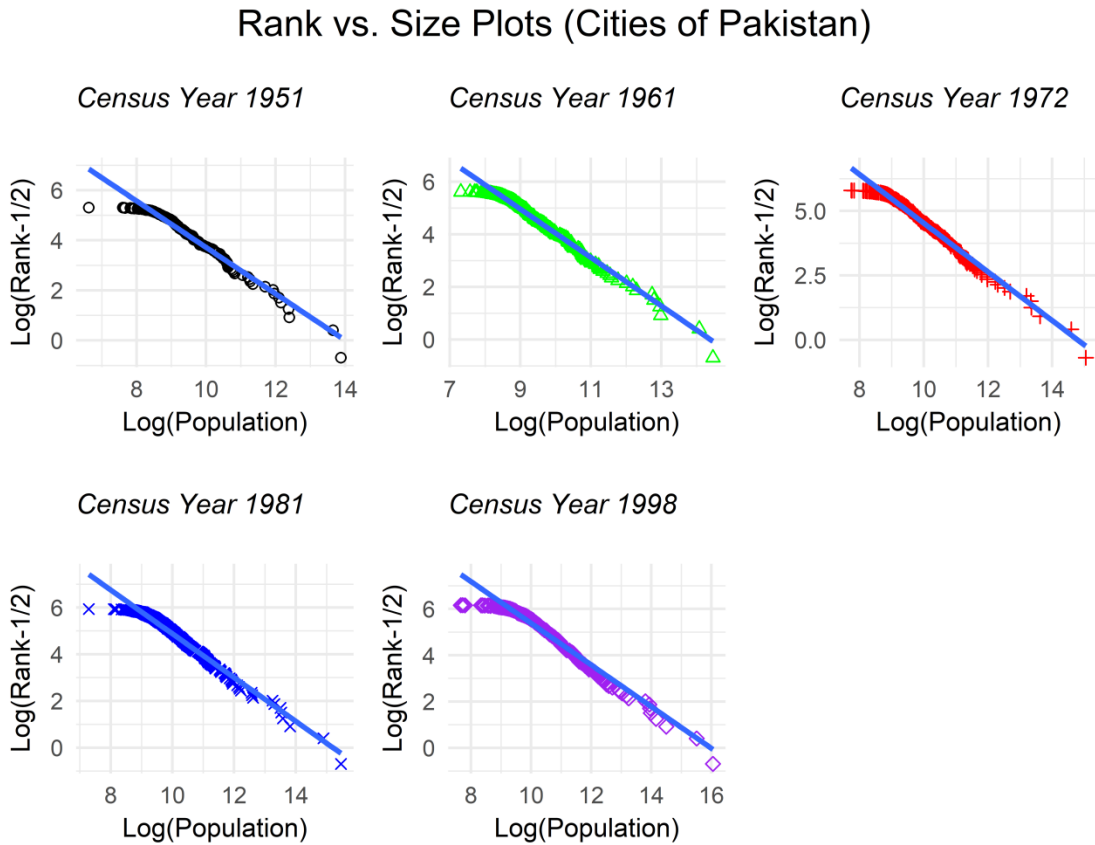 Rank vs. Size Plots (Cities of Pakistan)
Census Year 1951
Log(Rank-1/2)
6
4
2
0
8 10 12 14
Log(Population)
Census Year 1961
Log(Rank-1/2)
6
4
2
0
7 9 11 13
Log(Population)
Census Year 1972
Log(Rank-1/2)
5.0
2.5
0.0
8 10 12 14
Log(Population)
Census Year 1981
Log(Rank-1/2)
6
4
2
0
8 10 12 14
Log(Population)
Census Year 1998
Log(Rank-1/2)
6
4
2
0
8 10 12 14 16
Log(Population)